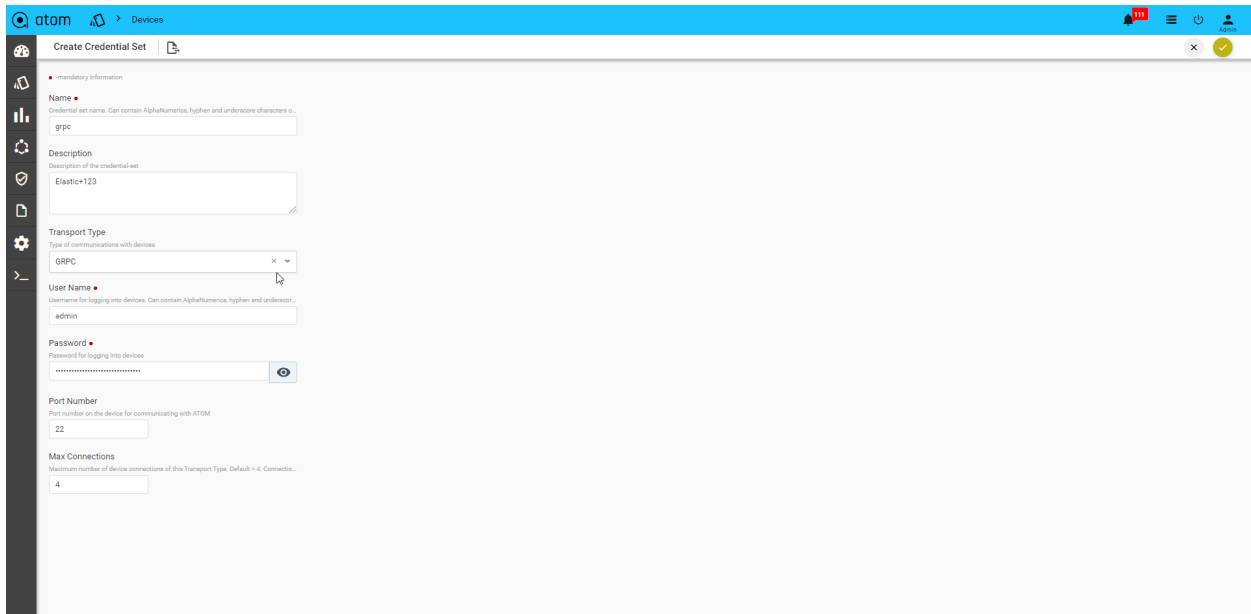 atom > Devices 111
Admin
Create Credential Set
-mandatory information
Name
Credential set name. Can contain AlphaNumerics, hyphen and underscore characters o...
grpc
Description
Description of the credential-set
Elastic+123
Transport Type
Type of communications with devices
GRPC
User Name
Username for logging into devices. Can contain AlphaNumerics, hyphen and underscor...
admin
Password
Password for logging into devices
Port Number
Port number on the device for communicating with ATOM
22
Max Connections
Maximum number of device connections of this Transport Type. Default = 4. Connectio...
4